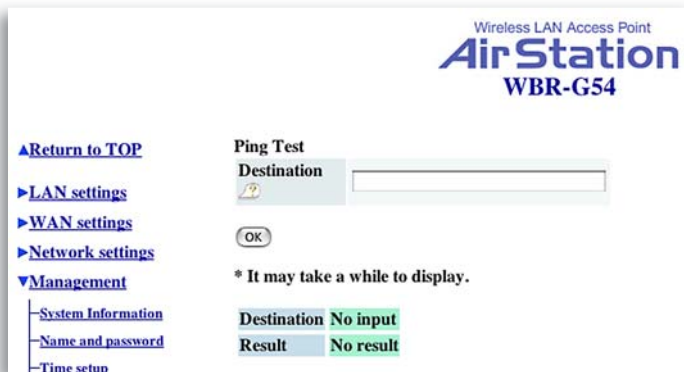 Wireless LAN Access Point
AirStation
WBR-G54
Return to TOP
LAN settings
WAN settings
Network settings
Management
System Information
Name and password
Time setup
Ping Test
Destination
OK
* It may take a while to display.
Destination No input
Result No result